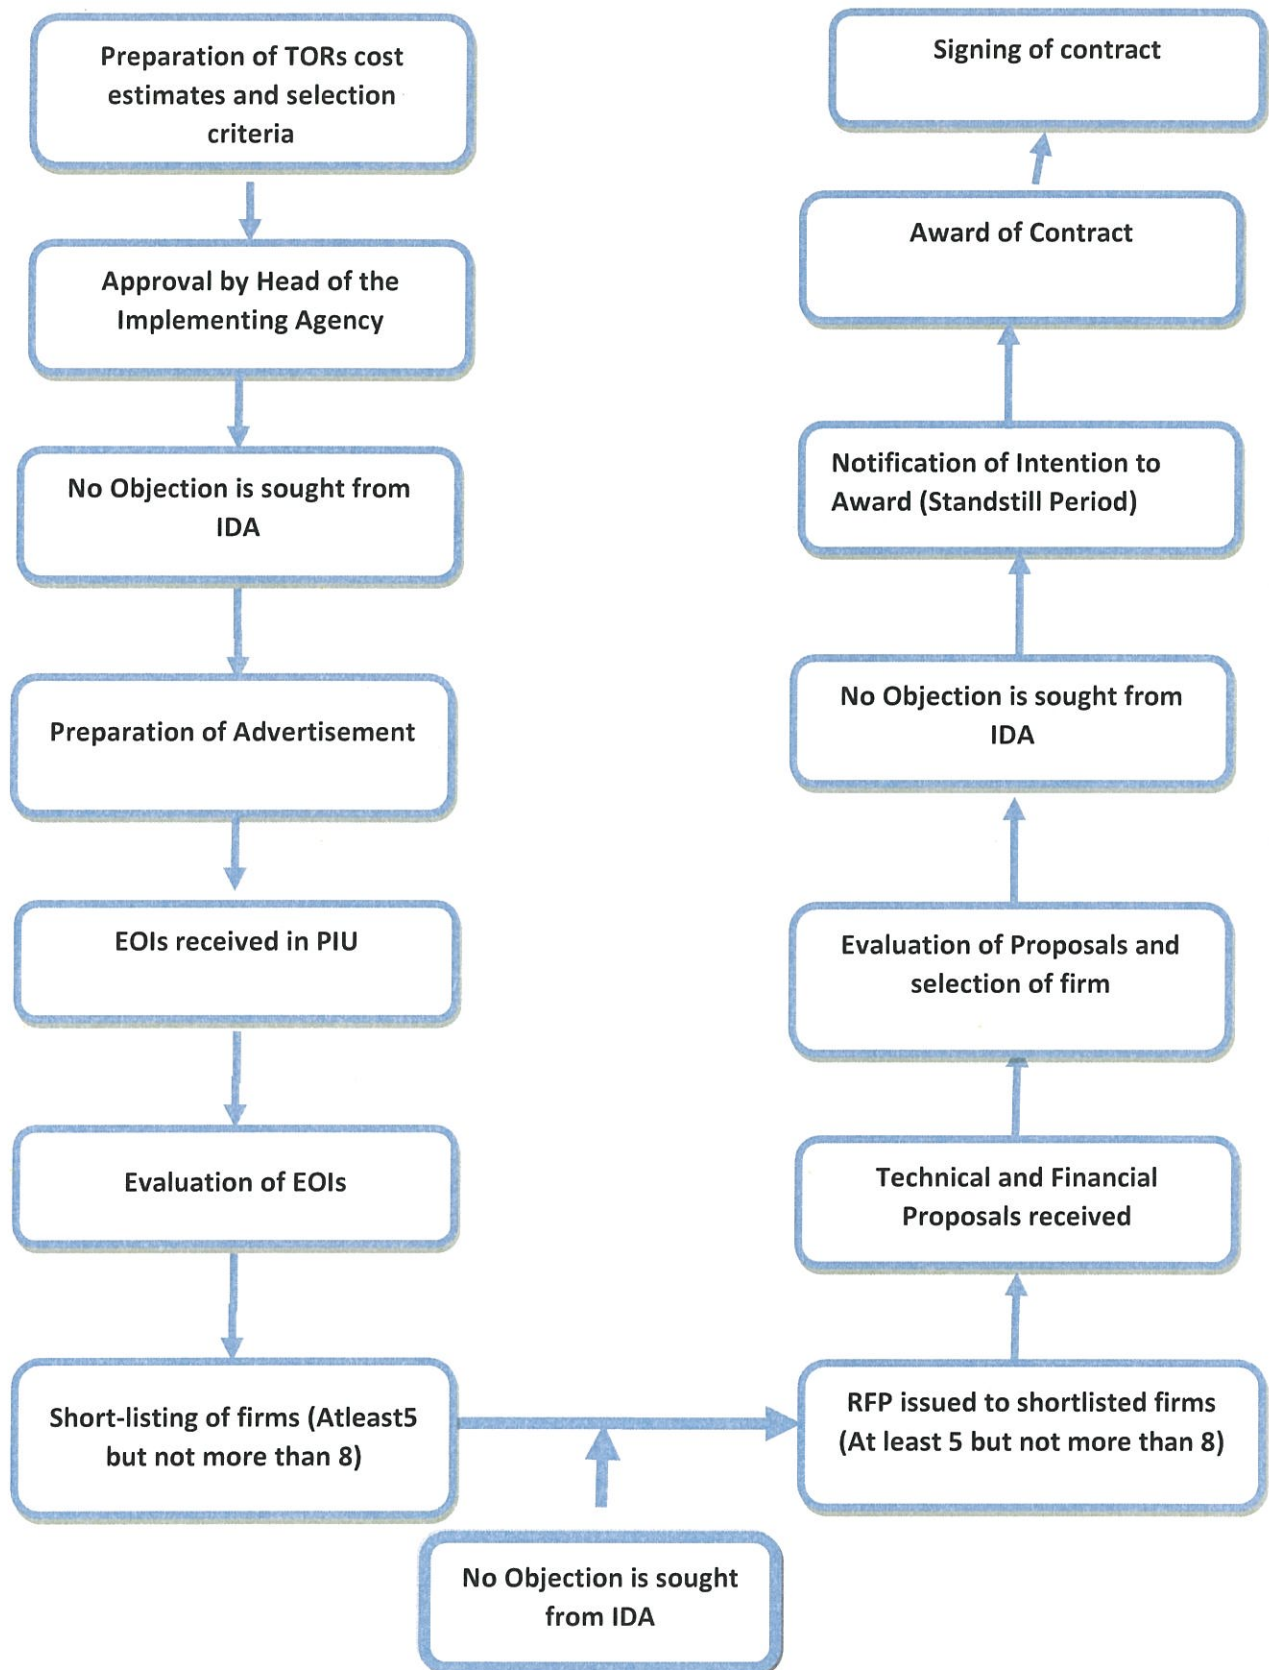 Preparation of TORs cost
estimates and selection
criteria
Approval by Head of the
Implementing Agency
No Objection is sought from
IDA
Preparation of Advertisement
EOIs received in PIU
Evaluation of EOIs
Short-listing of firms (Atleast5
but not more than 8)
No Objection is sought
from IDA
RFP issued to shortlisted firms
(At least 5 but not more than 8)
Technical and Financial
Proposals received
Evaluation of Proposals and
selection of firm
No Objection is sought from
IDA
Notification of Intention to
Award (Standstill Period)
Award of Contract
Signing of contract